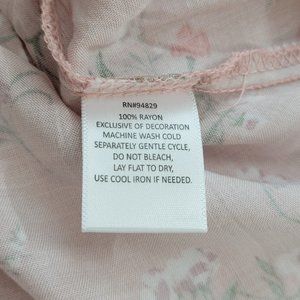 RN#94829
100% RAYON
EXCLUSIVE OF DECORATION
MACHINE WASH COLD
SEPARATELY GENTLE CYCLE,
DO NOT BLEACH,
LAY FLAT TO DRY,
USE COOL IRON IF NEEDED.